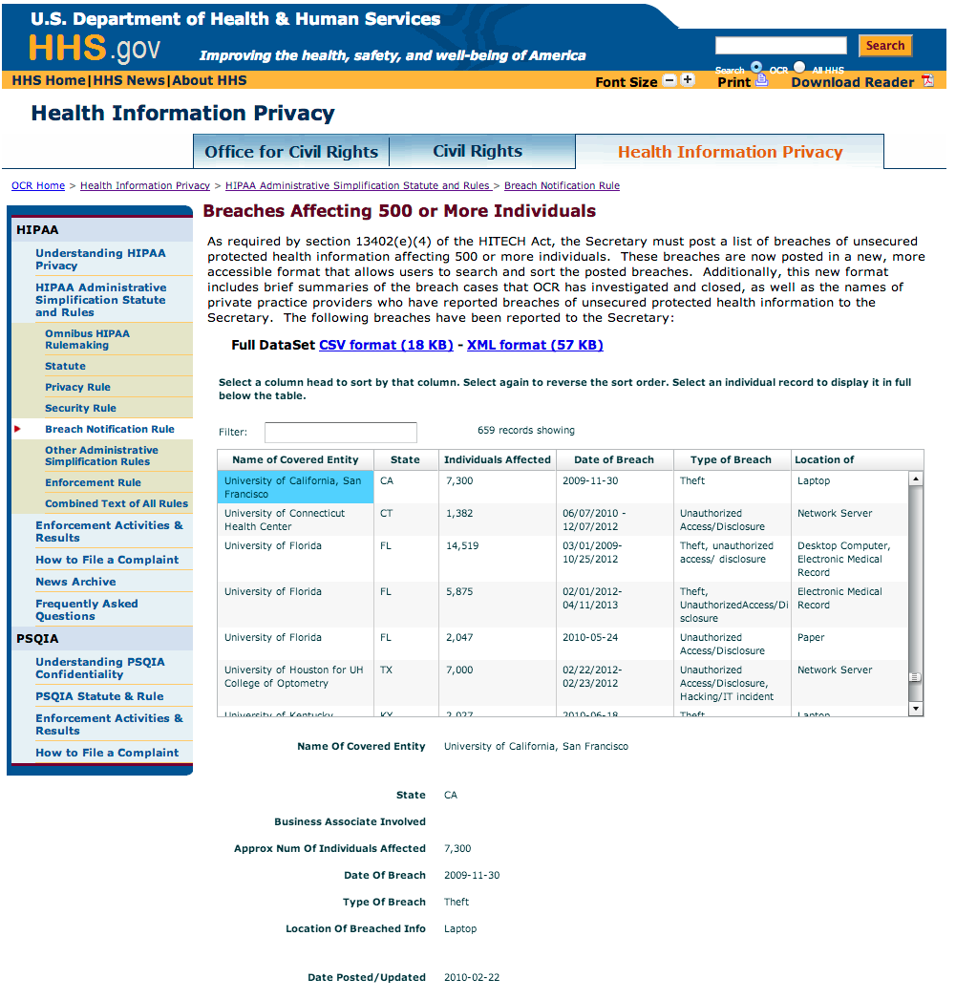 U.S. Department of Health & Human Services
HHS.gov
Improving the health, safety, and well-being of America
Search
Search OCR All HHS
HHS Home|HHS News|About HHS
Font Size − + Print Download Reader
Health Information Privacy
Office for Civil Rights Civil Rights Health Information Privacy
OCR Home > Health Information Privacy > HIPAA Administrative Simplification Statute and Rules > Breach Notification Rule
HIPAA
Understanding HIPAA
Privacy
HIPAA Administrative
Simplification Statute
and Rules
Omnibus HIPAA
Rulemaking
Statute
Privacy Rule
Security Rule
Breach Notification Rule
Other Administrative
Simplification Rules
Enforcement Rule
Combined Text of All Rules
Enforcement Activities &
Results
How to File a Complaint
News Archive
Frequently Asked
Questions
PSQIA
Understanding PSQIA
Confidentiality
PSQIA Statute & Rule
Enforcement Activities &
Results
How to File a Complaint
Breaches Affecting 500 or More Individuals
As required by section 13402(e)(4) of the HITECH Act, the Secretary must post a list of breaches of unsecured
protected health information affecting 500 or more individuals. These breaches are now posted in a new, more
accessible format that allows users to search and sort the posted breaches. Additionally, this new format
includes brief summaries of the breach cases that OCR has investigated and closed, as well as the names of
private practice providers who have reported breaches of unsecured protected health information to the
Secretary. The following breaches have been reported to the Secretary:
Full DataSet CSV format (18 KB) - XML format (57 KB)
Select a column head to sort by that column. Select again to reverse the sort order. Select an individual record to display it in full
below the table.
Filter: 659 records showing
Name of Covered Entity State Individuals Affected Date of Breach Type of Breach Location of
University of California, San CA 7,300 2009-11-30 Theft Laptop
Francisco
University of Connecticut CT 1,382 06/07/2010 - Unauthorized Network Server
Health Center 12/07/2012 Access/Disclosure
University of Florida FL 14,519 03/01/2009- Theft, unauthorized Desktop Computer,
10/25/2012 access/ disclosure Electronic Medical
Record
University of Florida FL 5,875 02/01/2012- Theft, Electronic Medical
04/11/2013 UnauthorizedAccess/Di Record
sclosure
University of Florida FL 2,047 2010-05-24 Unauthorized Paper
Access/Disclosure
University of Houston for UH TX 7,000 02/22/2012- Unauthorized Network Server
College of Optometry 02/23/2012 Access/Disclosure,
Hacking/IT incident
University of Kentucky KY 2,027 2010-06-18 Theft Laptop
Name Of Covered Entity University of California, San Francisco
State CA
Business Associate Involved
Approx Num Of Individuals Affected 7,300
Date Of Breach 2009-11-30
Type Of Breach Theft
Location Of Breached Info Laptop
Date Posted/Updated 2010-02-22